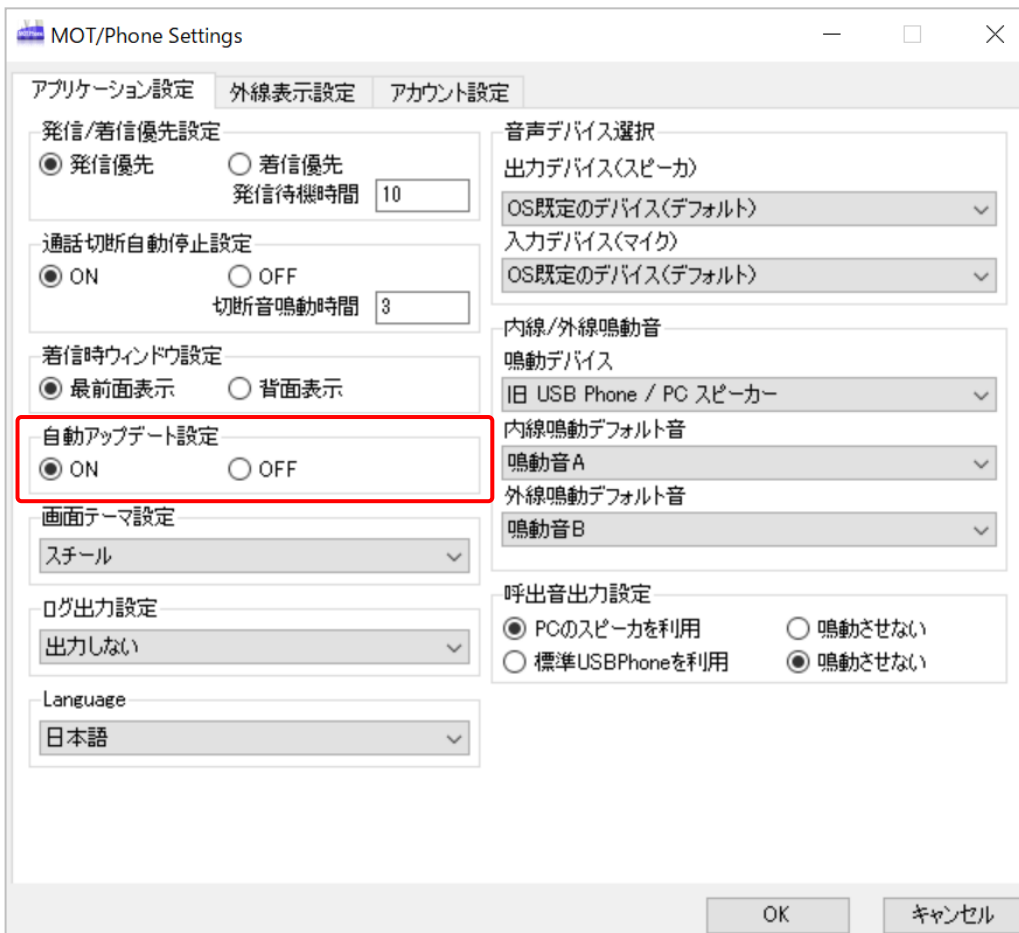 MOT/Phone Settings
アプリケーション設定 外線表示設定 アカウント設定
発信/着信優先設定
発信優先 着信優先
発信待機時間 10
通話切断自動停止設定
ON OFF
切断音鳴動時間 3
着信時ウィンドウ設定
最前面表示 背面表示
自動アップデート設定
ON OFF
画面テーマ設定
スチール
ログ出力設定
出力しない
Language
日本語
音声デバイス選択
出力デバイス(スピーカ)
OS既定のデバイス(デフォルト)
入力デバイス(マイク)
OS既定のデバイス(デフォルト)
内線/外線鳴動音
鳴動デバイス
旧 USB Phone / PC スピーカー
内線鳴動デフォルト音
鳴動音A
外線鳴動デフォルト音
鳴動音B
呼出音出力設定
PCのスピーカを利用 鳴動させない
標準USBPhoneを利用 鳴動させない
OK キャンセル